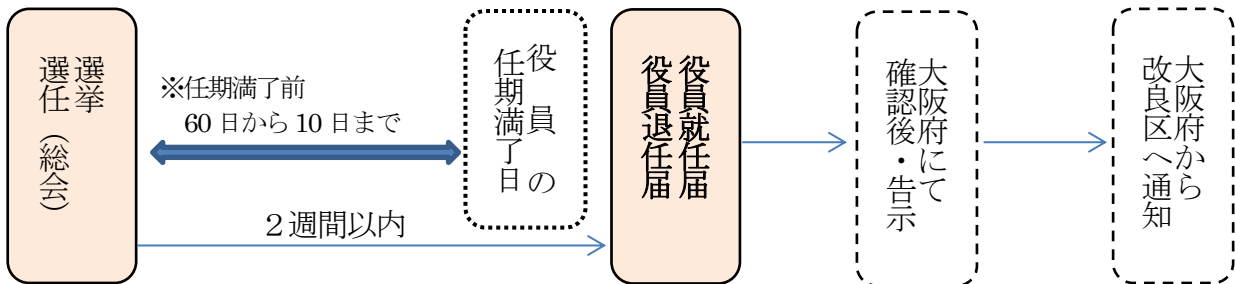 選挙
選任（総会）
※任期満了前
60日から10日まで
２週間以内
役員の
任期満了日
役員就任届
役員退任届
大阪府にて
確認後・告示
大阪府から
改良区へ通知